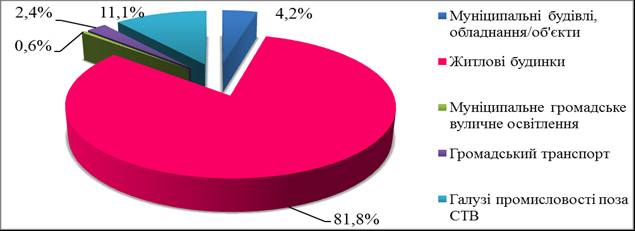 2,4%
11,1%
4,2%
0,6%
81,8%
Муніципальні будівлі,
обладнання/об'єкти
Житлові будинки
Муніципальне громадське
вуличне освітлення
Громадський транспорт
Галузі промисловості поза
СТВ